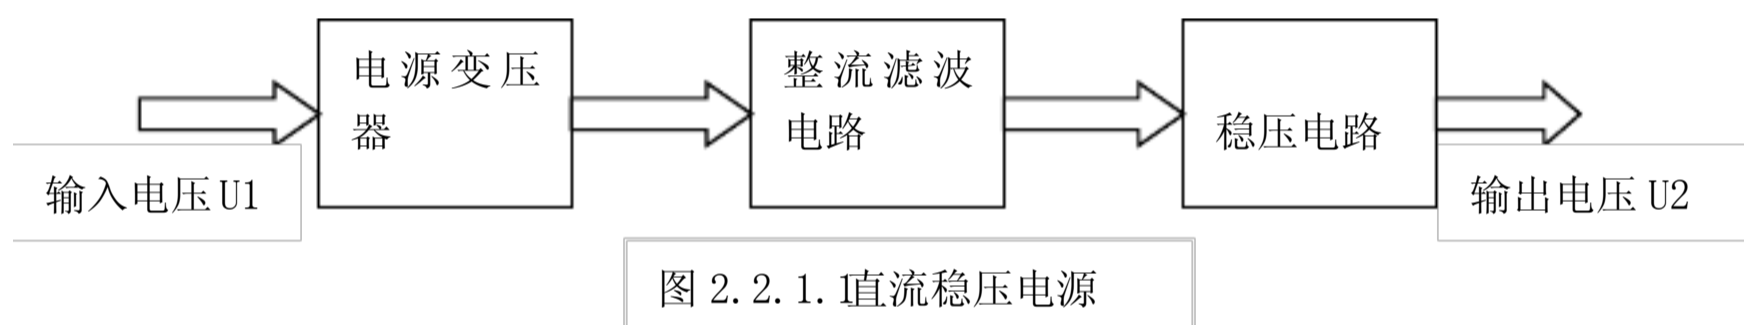 电源变压
器
整流滤波
电路
稳压电路
输入电压U1
输出电压U2
图 2.2.1.1直流稳压电源